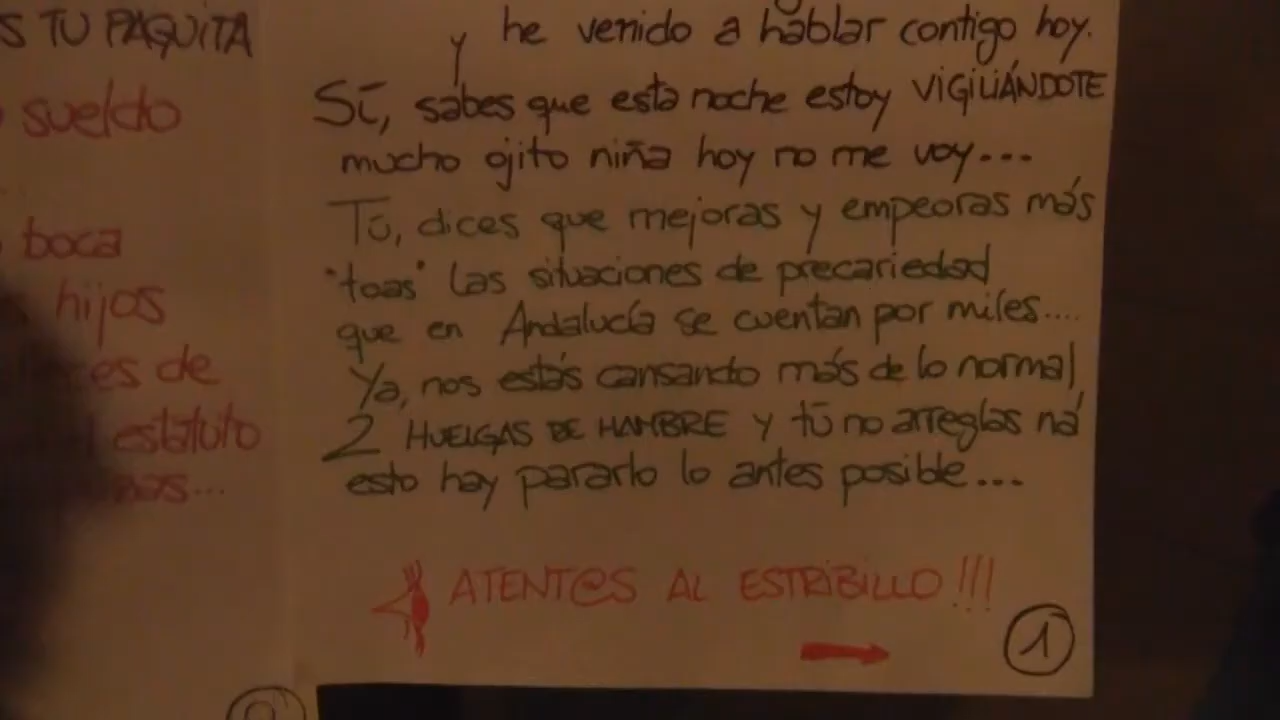 S TU PAQUITA
sueldo
boca
hijos
es de
estatuto
...
y he venido a hablar contigo hoy.
Sí, sabes que esta noche estoy VIGILIÁNDOTE
mucho ojito niña hoy no me voy...
Tú, dices que mejoras y empeoras más
"toas" las situaciones de precariedad
que en Andalucía se cuentan por miles....
Ya, nos estás cansando más de lo normal
2 HUELGAS DE HAMBRE y tú no arreglas ná
esto hay pararlo lo antes posible...
ATENT@S AL ESTRIBILLO!!!
1